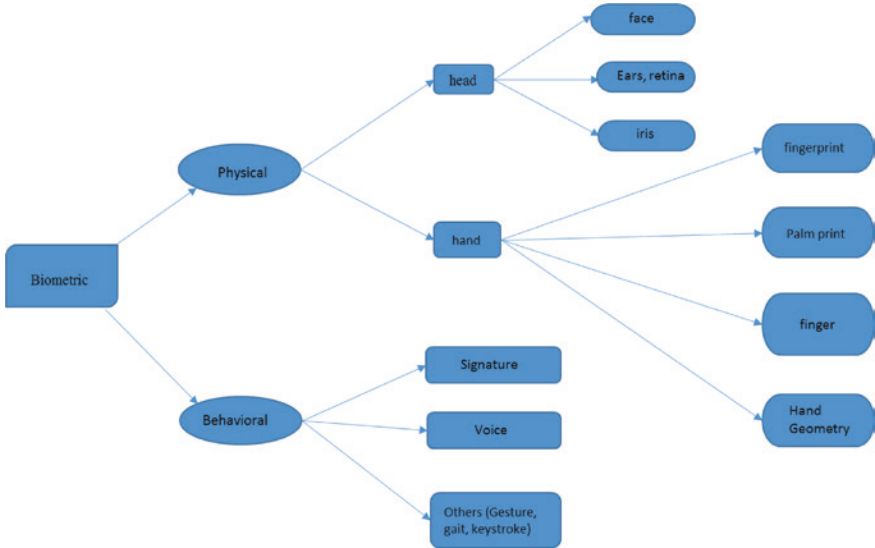 Biometric
Physical
head
face
Ears, retina
iris
hand
fingerprint
Palm print
finger
Hand
Geometry
Behavioral
Signature
Voice
Others (Gesture,
gait, keystroke)